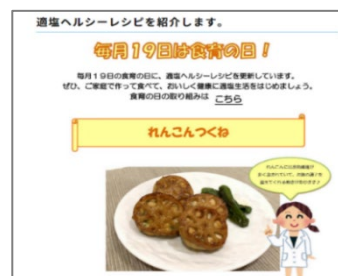 適塩ヘルシーレシピを紹介します。
毎月19日は食育の日！
毎月19日の食育の日に、適塩ヘルシーレシピを更新しています。
ぜひ、ご家庭で作って食べて、おいしく健康に適塩生活をはじめましょう。
食育の日の取り組みは こちら
れんこんつくね